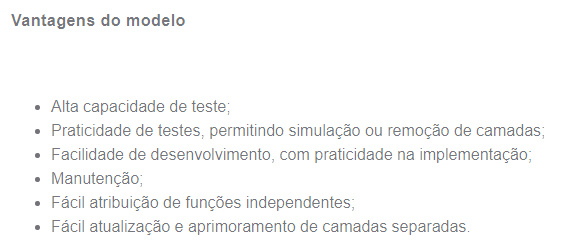 Vantagens do modelo
• Alta capacidade de teste;
• Praticidade de testes, permitindo simulação ou remoção de camadas;
• Facilidade de desenvolvimento, com praticidade na implementação;
• Manutenção;
• Fácil atribuição de funções independentes;
• Fácil atualização e aprimoramento de camadas separadas.